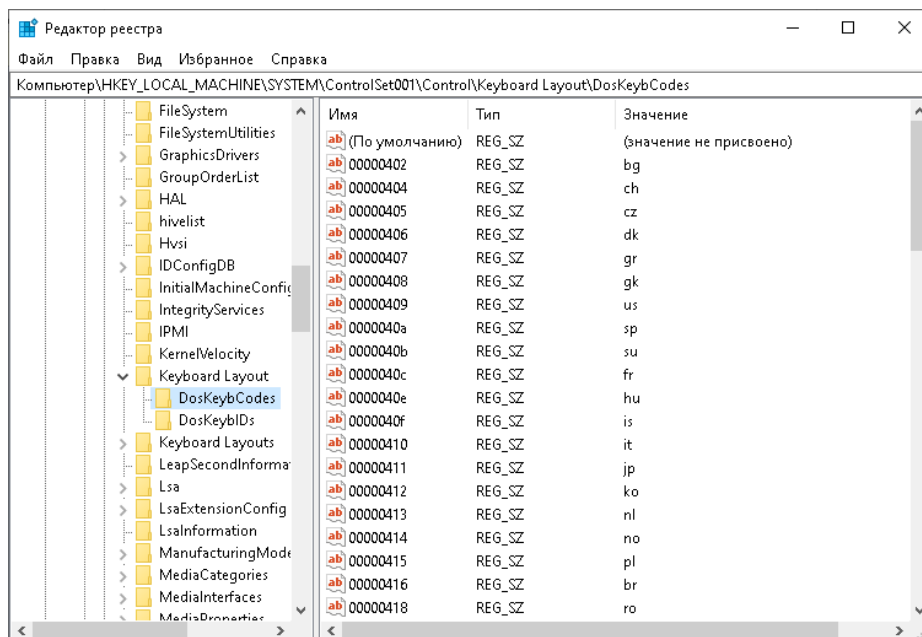 Редактор реестра
Файл Правка Вид Избранное Справка
Компьютер\HKEY_LOCAL_MACHINE\SYSTEM\ControlSet001\Control\Keyboard Layout\DosKeybCodes
FileSystem
FileSystemUtilities
GraphicsDrivers
GroupOrderList
HAL
hivelist
Hvsi
IDConfigDB
InitialMachineConfig
IntegrityServices
IPMI
KernelVelocity
Keyboard Layout
DosKeybCodes
DosKeybIDs
Keyboard Layouts
LeapSecondInforma
Lsa
LsaExtensionConfig
LsaInformation
ManufacturingMode
MediaCategories
MediaInterfaces
MediaProperties
Имя Тип Значение
(По умолчанию) REG_SZ (значение не присвоено)
00000402 REG_SZ bg
00000404 REG_SZ ch
00000405 REG_SZ cz
00000406 REG_SZ dk
00000407 REG_SZ gr
00000408 REG_SZ gk
00000409 REG_SZ us
0000040a REG_SZ sp
0000040b REG_SZ su
0000040c REG_SZ fr
0000040e REG_SZ hu
0000040f REG_SZ is
00000410 REG_SZ it
00000411 REG_SZ jp
00000412 REG_SZ ko
00000413 REG_SZ nl
00000414 REG_SZ no
00000415 REG_SZ pl
00000416 REG_SZ br
00000418 REG_SZ ro